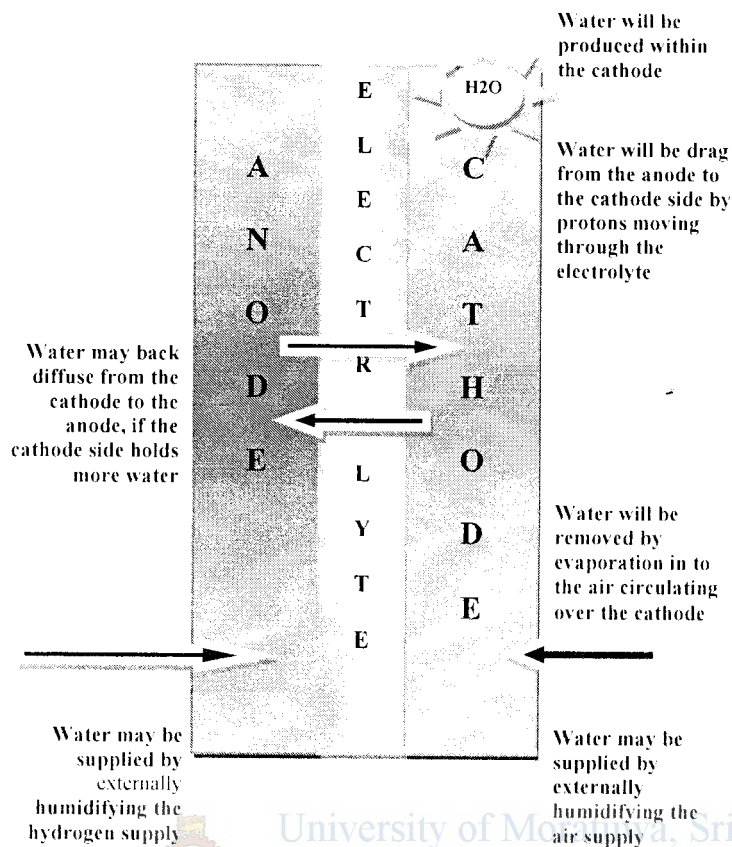 Water will be
produced within
the cathode
H2O
E
L
E
C
T
R
L
Y
T
E
A
N
O
D
E
C
A
T
H
O
D
E
Water will be drag
from the anode to
the cathode side by
protons moving
through the
electrolyte
Water may back
diffuse from the
cathode to the
anode, if the
cathode side holds
more water
Water will be
removed by
evaporation in to
the air circulating
over the cathode
Water may be
supplied by
externally
humidifying the
hydrogen supply
Water may be
supplied by
externally
humidifying the
air supply
University of Moratuwa, Sri